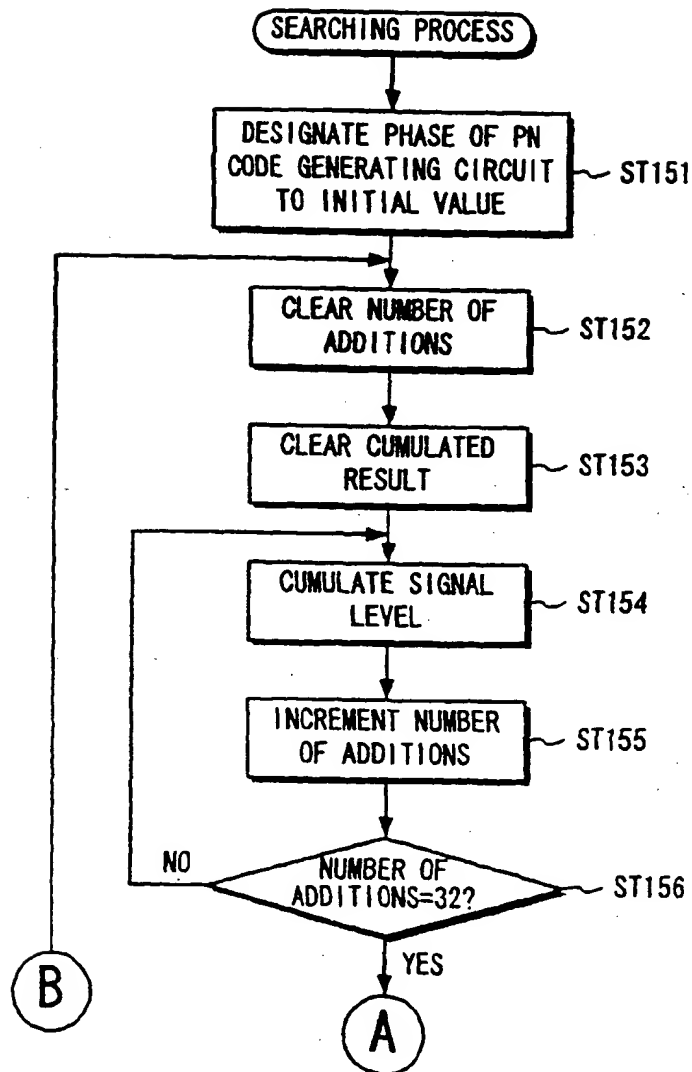 SEARCHING PROCESS
DESIGNATE PHASE OF PN
CODE GENERATING CIRCUIT
TO INITIAL VALUE
ST151
CLEAR NUMBER OF
ADDITIONS
ST152
CLEAR CUMULATED
RESULT
ST153
CUMULATE SIGNAL
LEVEL
ST154
INCREMENT NUMBER
OF ADDITIONS
ST155
NO
NUMBER OF
ADDITIONS=32?
ST156
YES
B
A